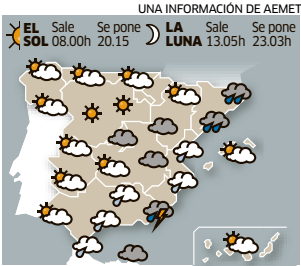 UNA INFORMACIÓN DE AEMET
EL SOL Sale 08.00h Se pone 20.15
LA LUNA Sale 13.05h Se pone 23.03h